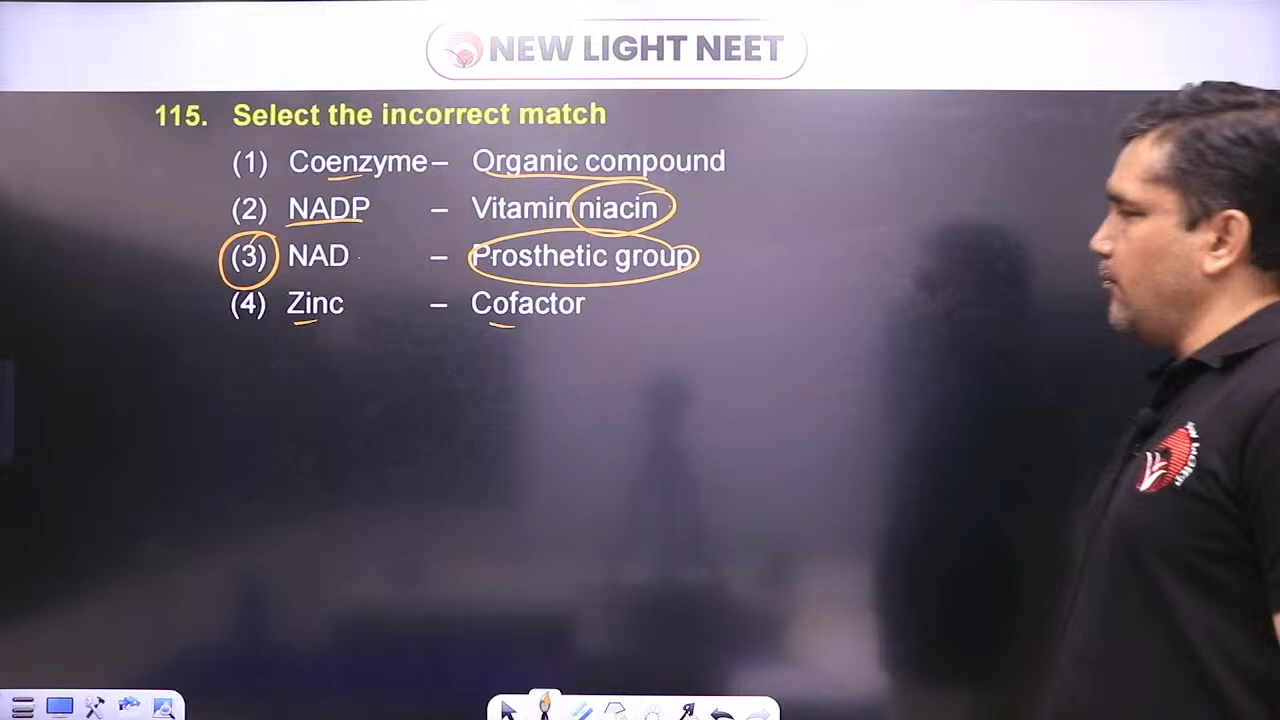 NEW LIGHT NEET
115. Select the incorrect match
(1) Coenzyme – Organic compound
(2) NADP – Vitamin niacin
(3) NAD – Prosthetic group
(4) Zinc – Cofactor